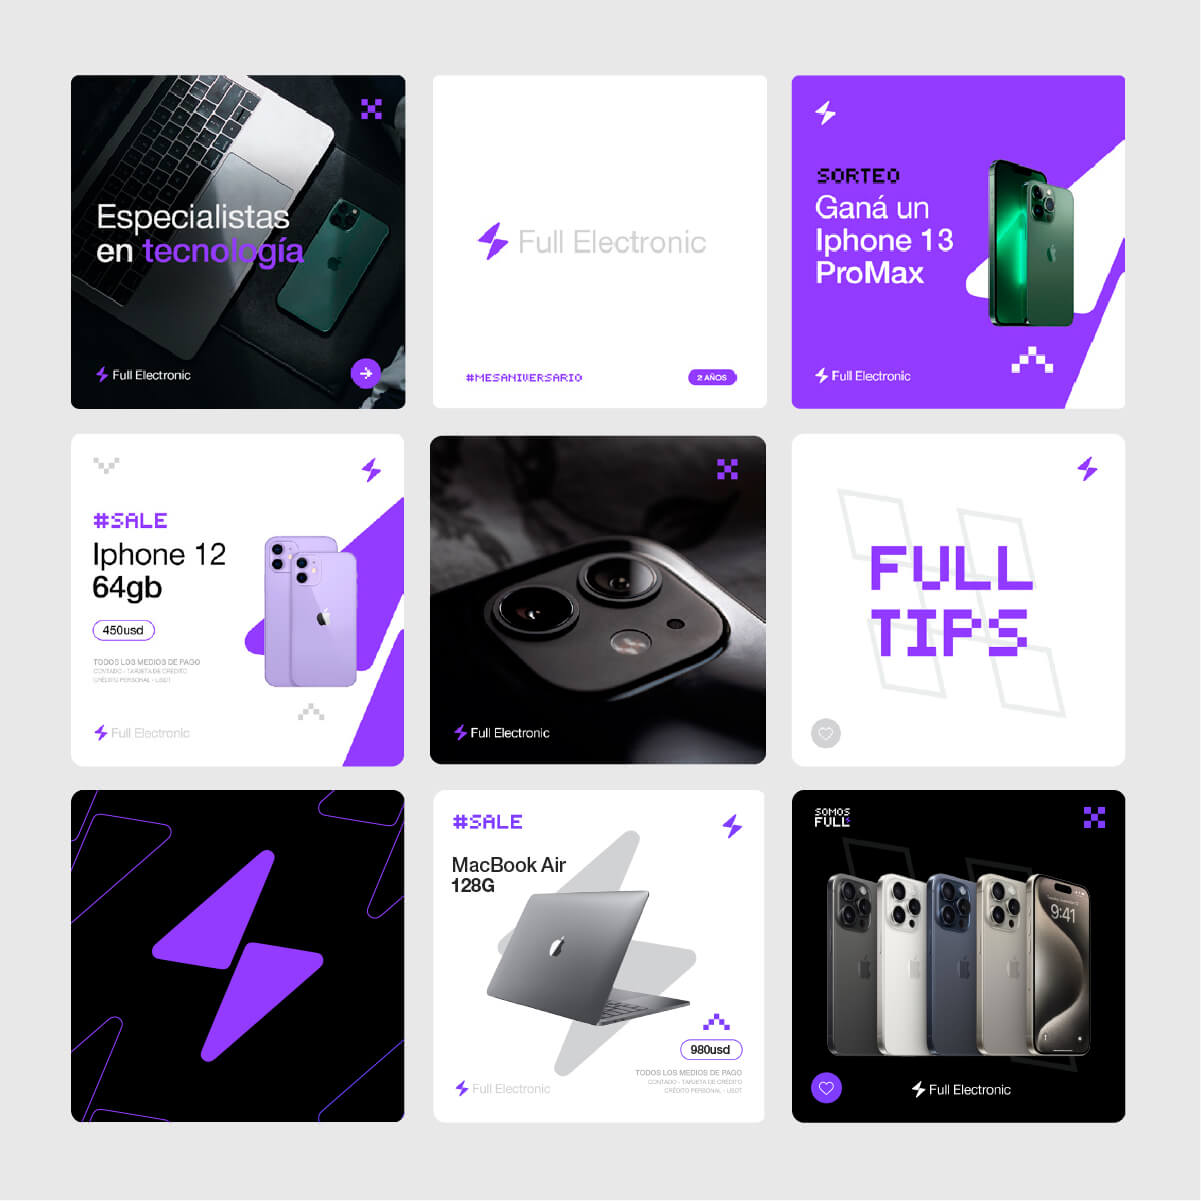 Especialistas
en tecnología
Full Electronic
Full Electronic
#MESANIVERSARIO
2 AÑOS
SORTEO
Ganá un
Iphone 13
ProMax
Full Electronic
#SALE
Iphone 12
64gb
450usd
TODOS LOS MEDIOS DE PAGO
CONTADO - TARJETA DE CRÉDITO
CRÉDITO PERSONAL - USDT
Full Electronic
Full Electronic
FULL
TIPS
#SALE
MacBook Air
128G
980usd
TODOS LOS MEDIOS DE PAGO
CONTADO - TARJETA DE CRÉDITO
CRÉDITO PERSONAL - USDT
Full Electronic
SOMOS
FULL
9:41
Full Electronic